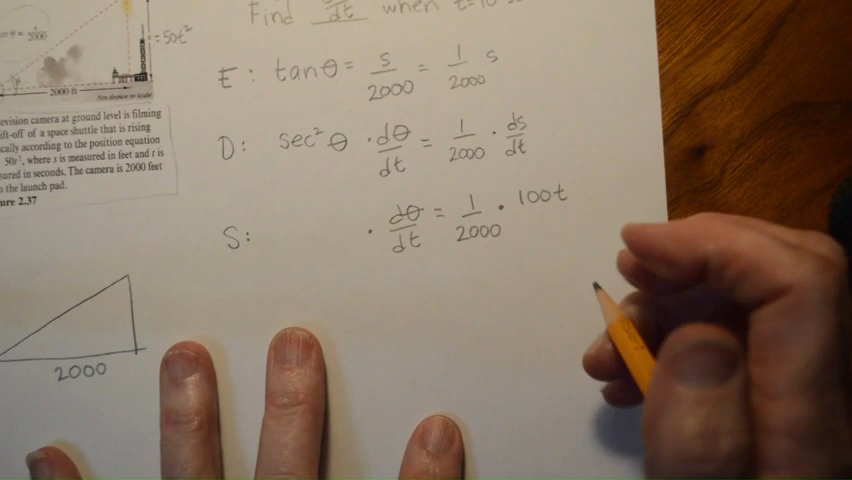 Find dθ/dt when t=10
tan θ = s/2000
s = 50t²
2000 ft
Not drawn to scale
E: tanθ = s/2000 = 1/2000 s
evision camera at ground level is filming
ift-off of a space shuttle that is rising
cally according to the position equation
50t², where s is measured in feet and t is
sured in seconds. The camera is 2000 feet
the launch pad.
ure 2.37
D: sec²θ · dθ/dt = 1/2000 · ds/dt
S: · dθ/dt = 1/2000 · 100t
2000